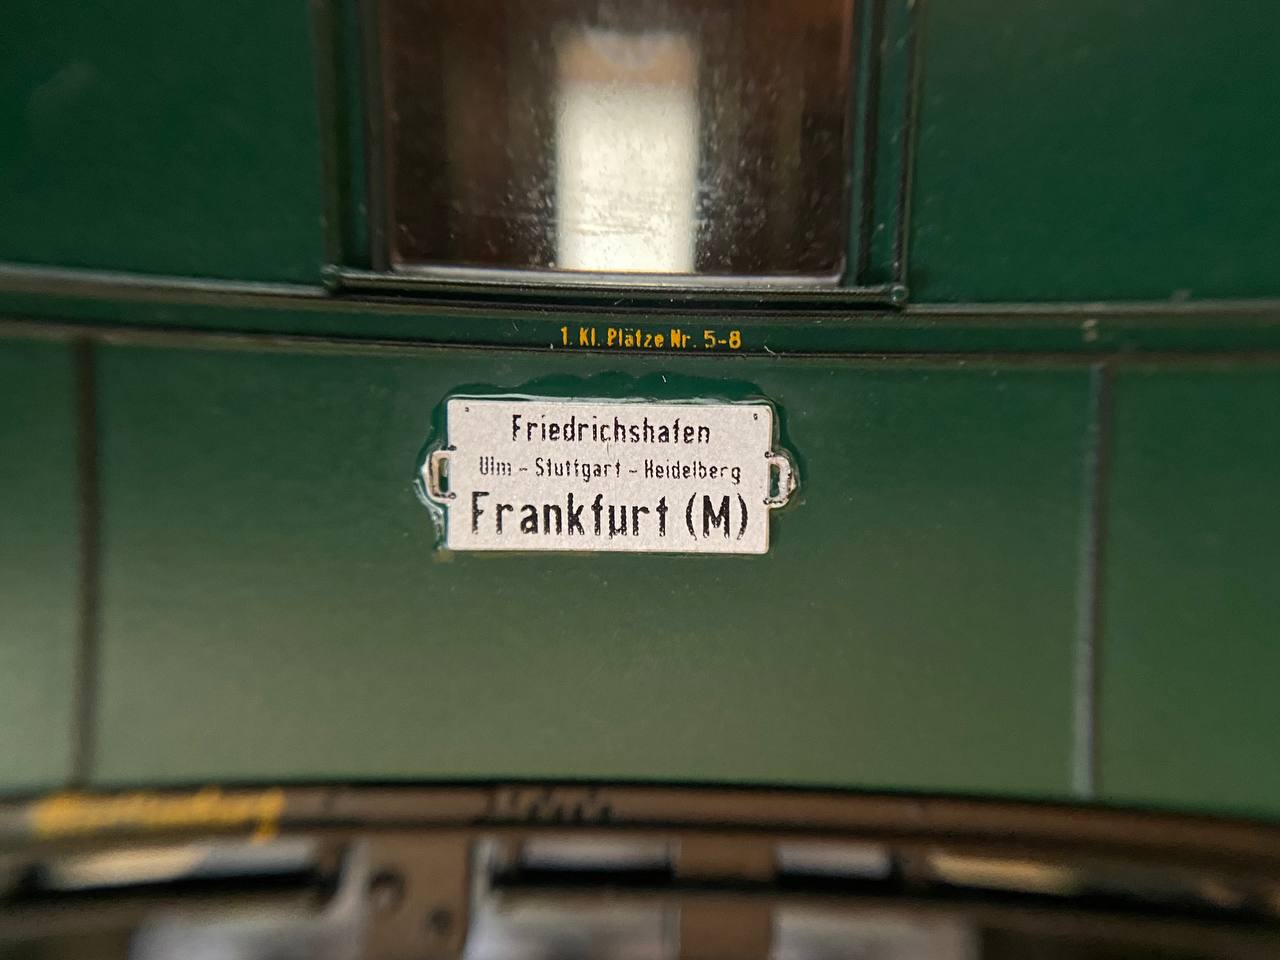 1. Kl. Plätze Nr. 5-8
Friedrichshafen
Ulm - Stuttgart - Heidelberg
Frankfurt (M)